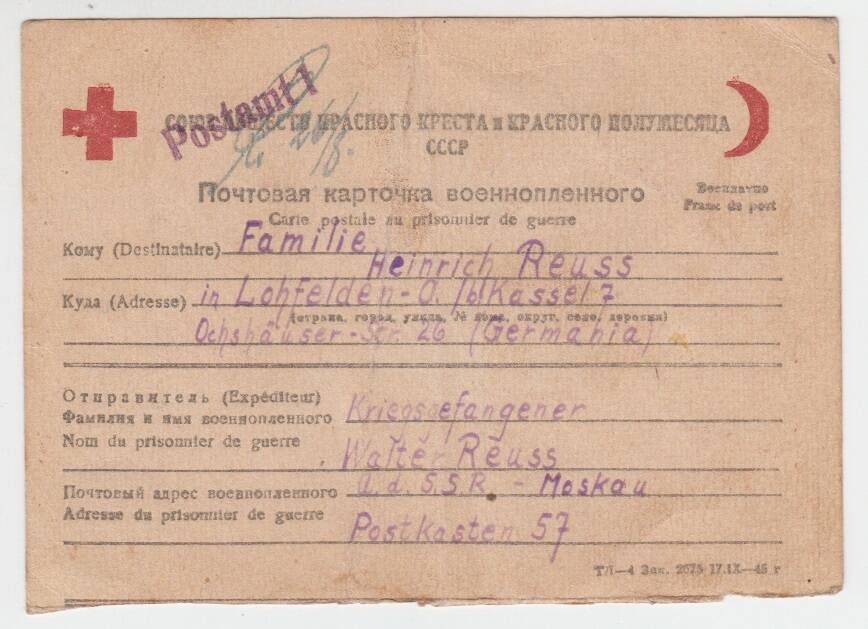 Postamt 1
СОЮЗ ОБЩЕСТВ КРАСНОГО КРЕСТА и КРАСНОГО ПОЛУМЕСЯЦА
СССР
Почтовая карточка военнопленного
Carte postale au prisonnier de guerre
Бесплатно
Franc de port
Кому (Destinataire) Familie
Heinrich Reuss
Куда (Adresse) in Lohfelden-O. /b Kassel 7
(страна, город, улица, № дома, округ, село, деревня)
Ochshäuser-Str. 26 (Germania)
Отправитель (Expéditeur)
Фамилия и имя военнопленного Kriegsgefangener
Nom du prisonnier de guerre
Walter Reuss
Почтовый адрес военнопленного U.d.S.S.R. - Moskau
Adresse du prisonnier de guerre
Postkasten 57
ТЛ—4 Зак. 2675 17.IX—45 г